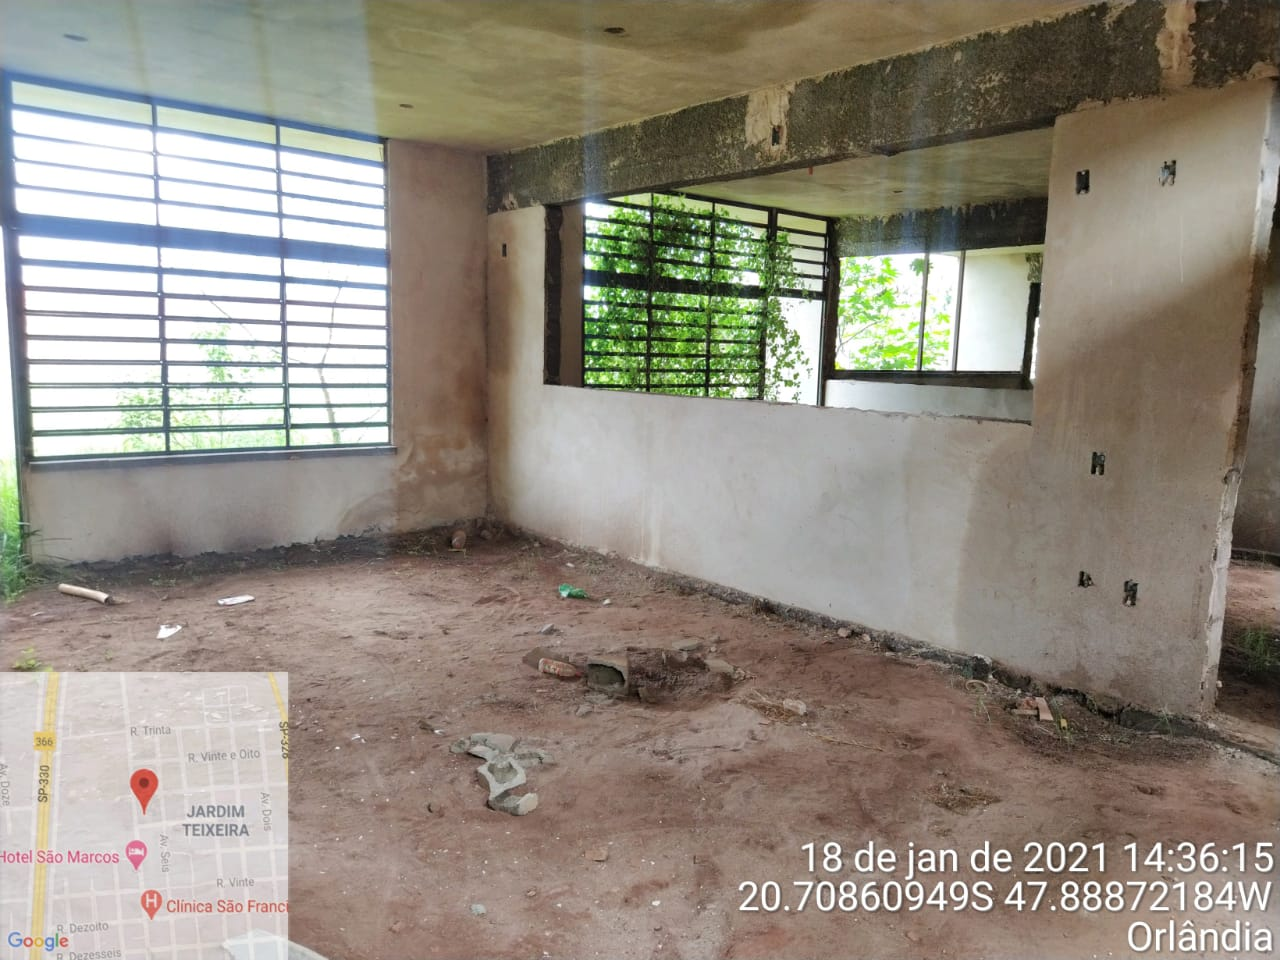 R. Trinta
366
SP-330
SP-328
R. Vinte e Oito
Av. Doze
JARDIM
TEIXEIRA
Av. Dois
Hotel São Marcos
Av. Seis
R. Vinte
Clínica São Franci
R. Dezoito
R. Dezesseis
Google
18 de jan de 2021 14:36:15
20.70860949S 47.88872184W
Orlândia